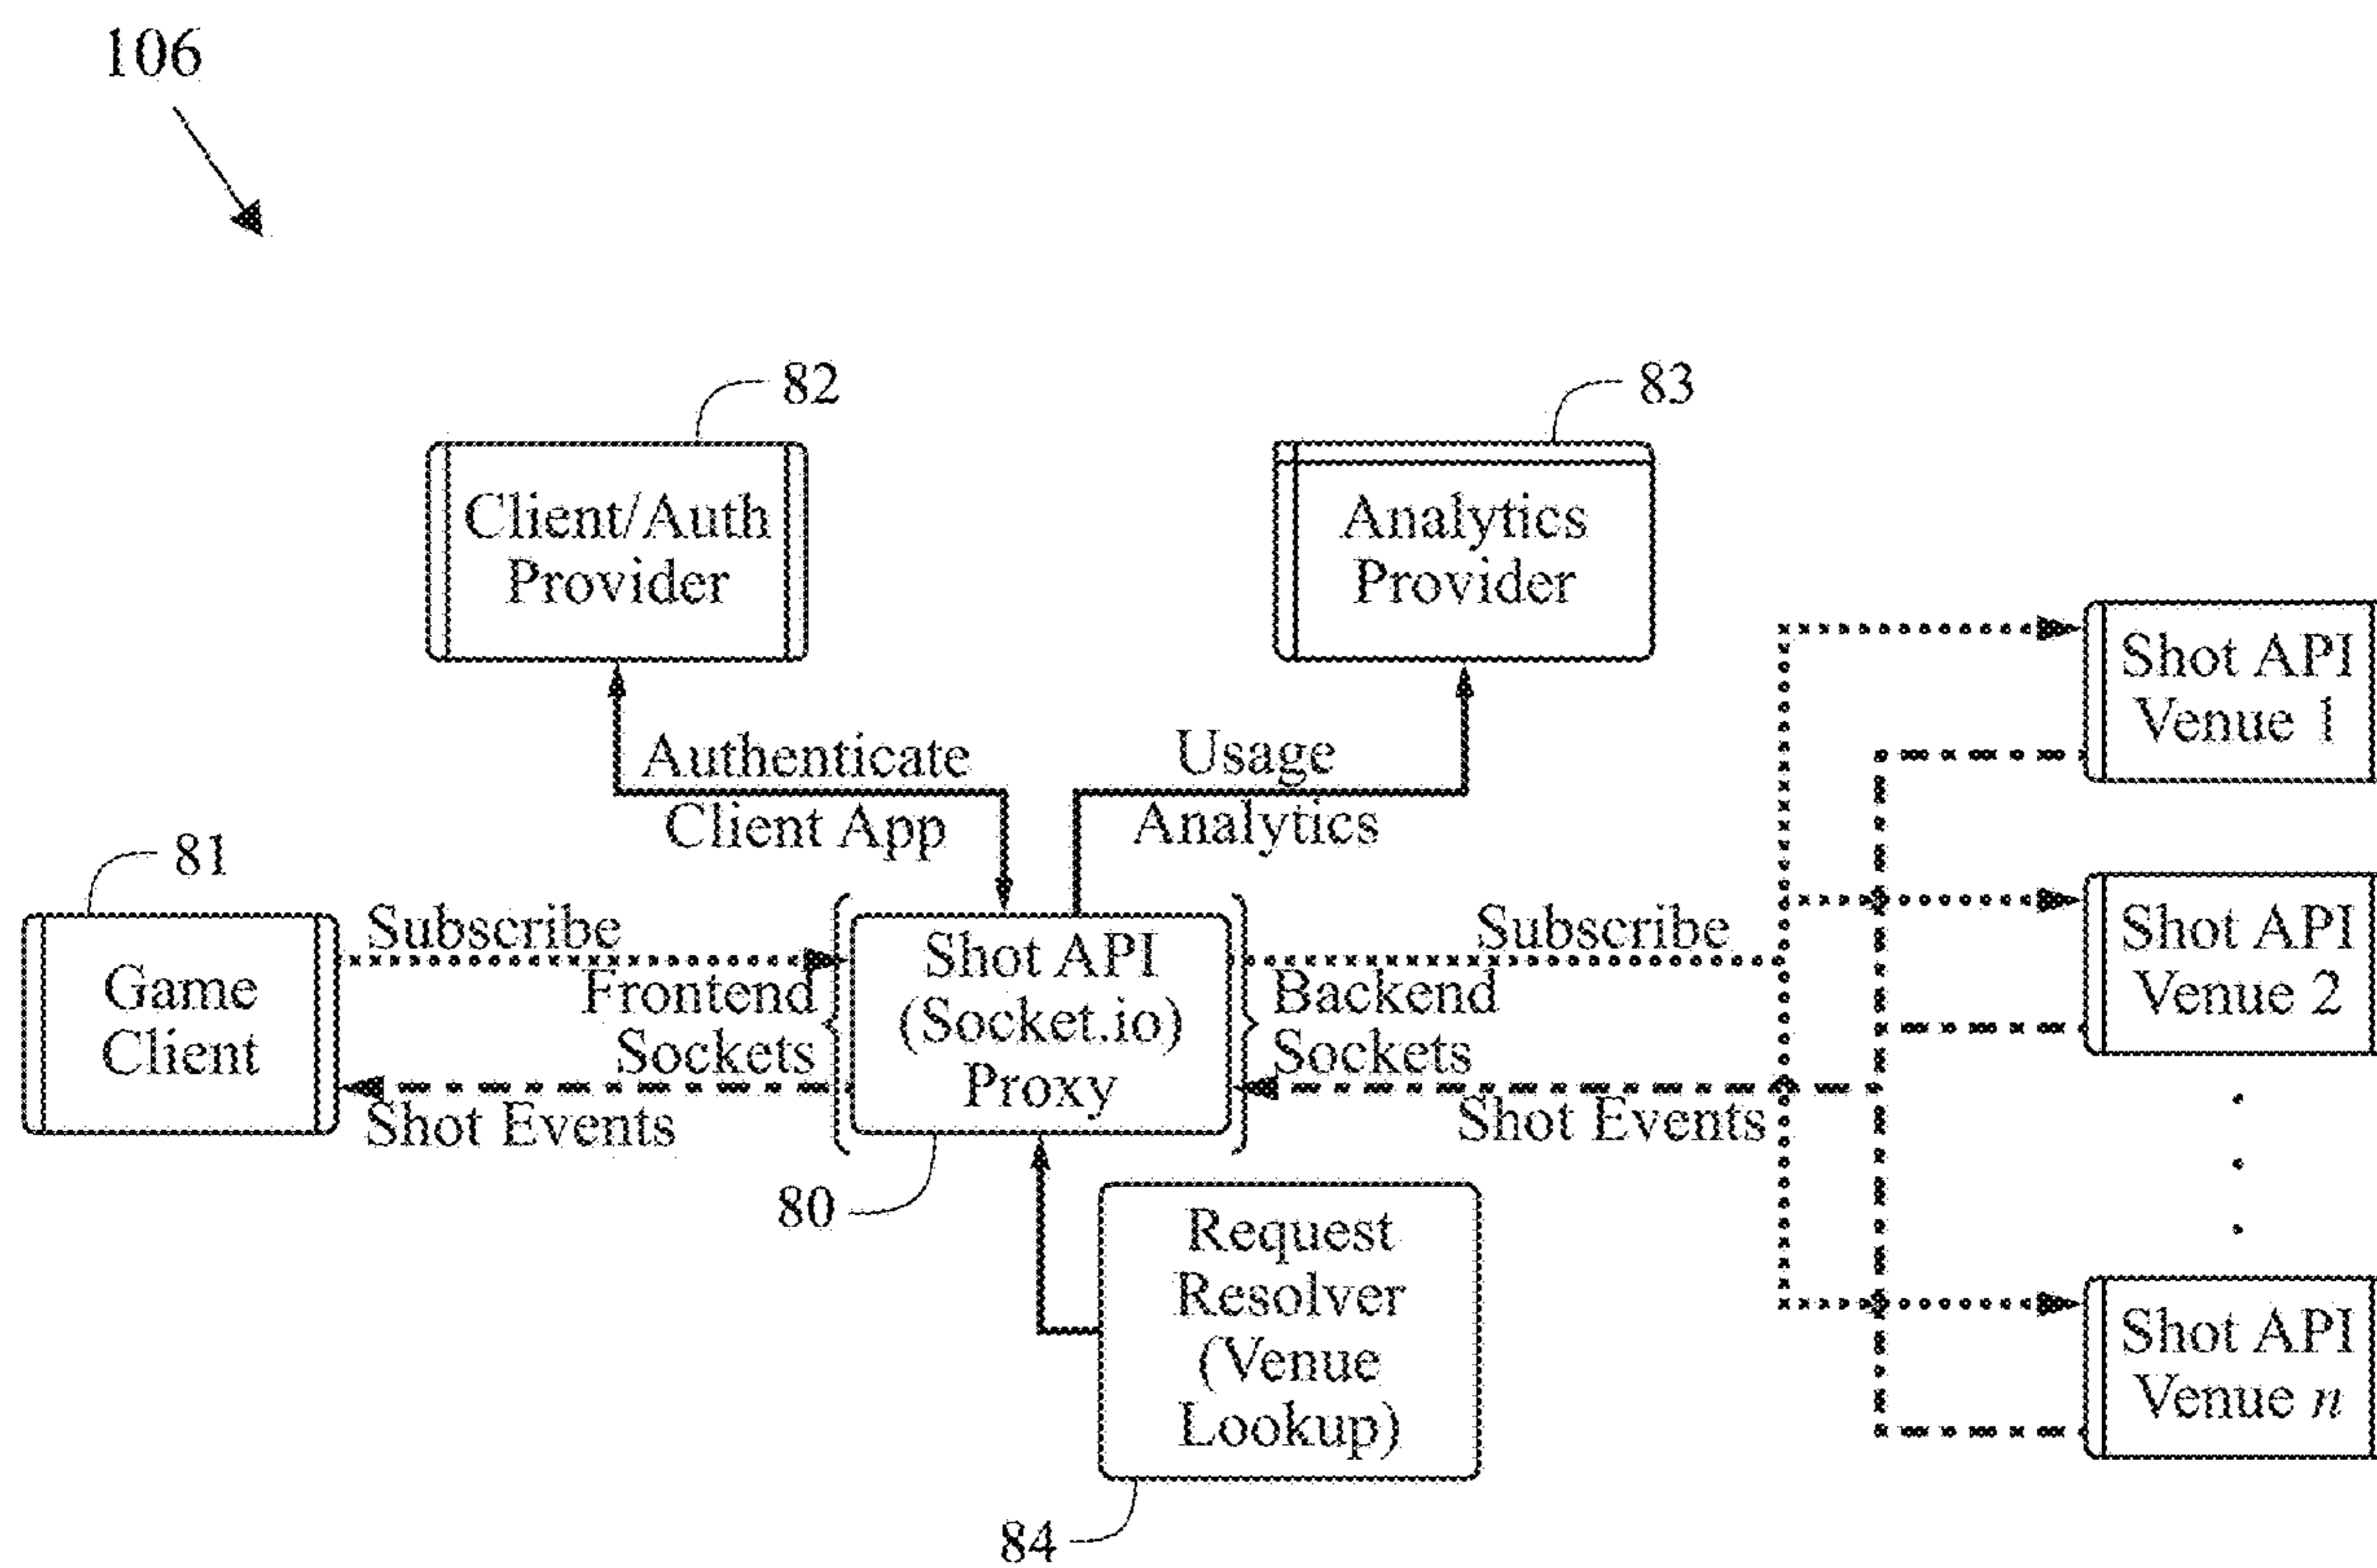 106
82
83
Client/Auth
Provider
Analytics
Provider
Shot API
Venue 1
Authenticate
Client App
Usage
Analytics
81
Game
Client
Subscribe
Frontend
Sockets
Shot Events
Shot API
(Socket.io)
Proxy
Subscribe
Backend
Sockets
Shot Events
Shot API
Venue 2
80
Request
Resolver
(Venue
Lookup)
Shot API
Venue n
84